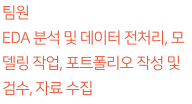 팀원
EDA 분석 및 데이터 전처리, 모
델링 작업, 포트폴리오 작성 및
검수, 자료 수집